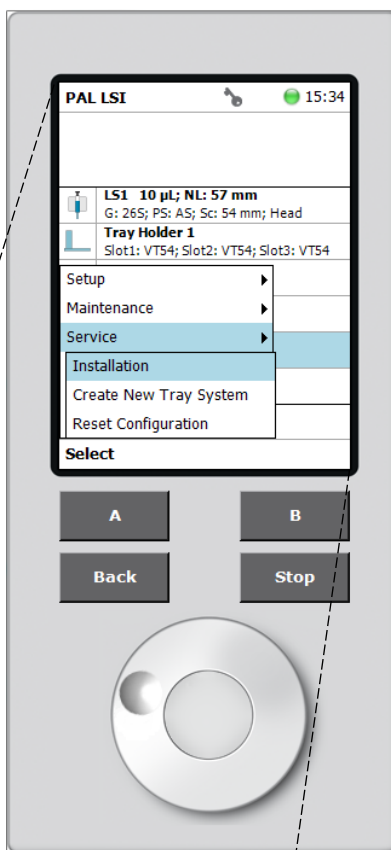 PAL LSI 15:34
LS1 10 µL; NL: 57 mm
G: 26S; PS: AS; Sc: 54 mm; Head
Tray Holder 1
Slot1: VT54; Slot2: VT54; Slot3: VT54
Setup
Maintenance
Service
Installation
Create New Tray System
Reset Configuration
Select
A B
Back Stop